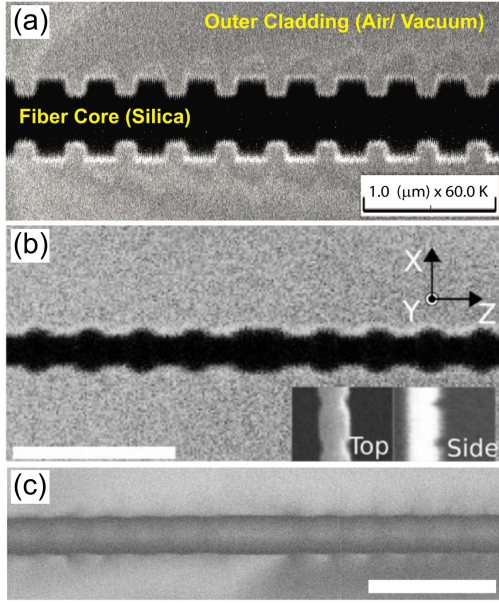 (a)
Outer Cladding (Air/ Vacuum)
Fiber Core (Silica)
1.0 (μm) x 60.0 K
(b)
X
Y
Z
Top
Side
(c)